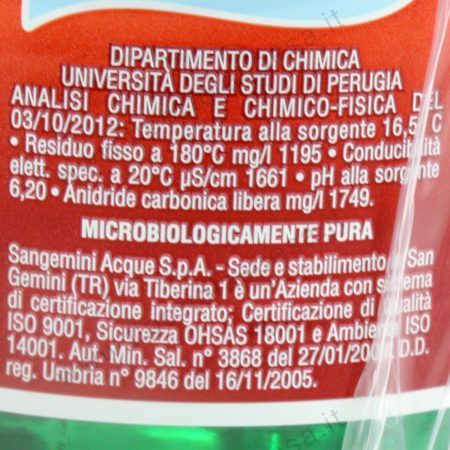 DIPARTIMENTO DI CHIMICA
UNIVERSITÀ DEGLI STUDI DI PERUGIA
ANALISI CHIMICA E CHIMICO-FISICA DEL
03/10/2012: Temperatura alla sorgente 16,5° C
• Residuo fisso a 180°C mg/l 1195 • Conducibilità
elett. spec. a 20°C µS/cm 1661 • pH alla sorgente
6,20 • Anidride carbonica libera mg/l 1749.
MICROBIOLOGICAMENTE PURA
Sangemini Acque S.p.A. - Sede e stabilimento in San
Gemini (TR) via Tiberina 1 è un'Azienda con sistema
di certificazione integrato; Certificazione di Qualità
ISO 9001, Sicurezza OHSAS 18001 e Ambiente ISO
14001. Aut. Min. Sal. n° 3868 del 27/01/200 D.D.
reg. Umbria n° 9846 del 16/11/2005.